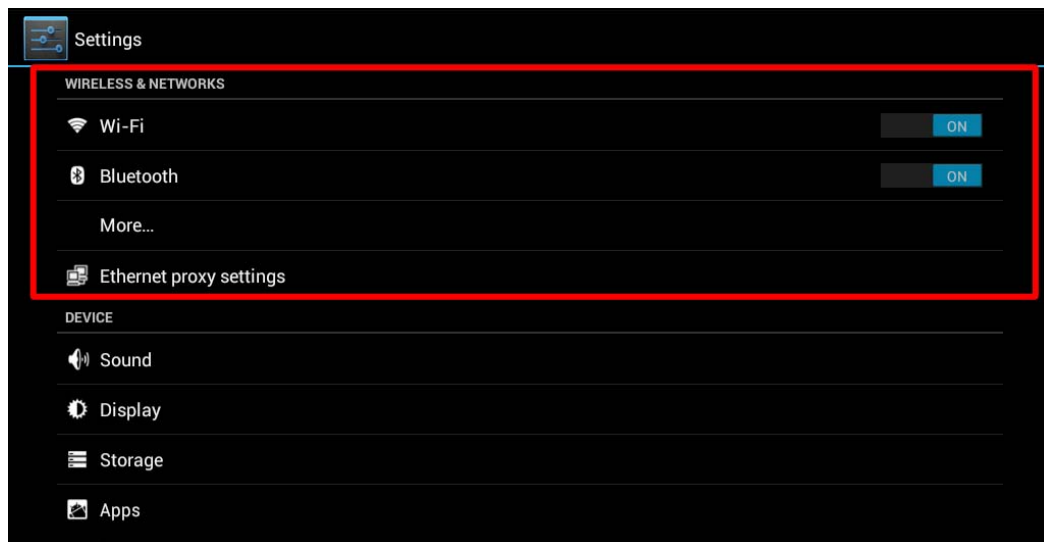 Settings
WIRELESS & NETWORKS
Wi-Fi ON
Bluetooth ON
More...
Ethernet proxy settings
DEVICE
Sound
Display
Storage
Apps